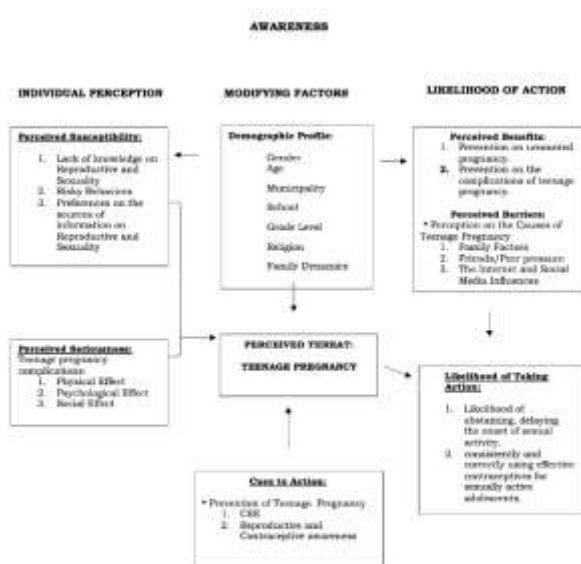 AWARENESS
INDIVIDUAL PERCEPTION
Perceived Susceptibility:
1. Lack of knowledge on
Reproductive and
Sexuality
2. Risky Behaviors
3. Preferences on the
sources of
information on
Reproductive and
Sexuality
Perceived Seriousness:
Teenage pregnancy
complications:
1. Physical Effect
2. Psychological Effect
3. Social Effect
MODIFYING FACTORS
Demographic Profile:
Gender
Age
Municipality
School
Grade Level
Religion
Family Dynamics
PERCEIVED THREAT:
TEENAGE PREGNANCY
Cues to Action:
* Prevention of Teenage Pregnancy
1. CSE
2. Reproductive and
Contraceptive awareness
LIKELIHOOD OF ACTION
Perceived Benefits:
1. Prevention on unwanted
pregnancy.
2. Prevention on the
complications of teenage
pregnancy.
Perceived Barriers:
* Perception on the Causes of
Teenage Pregnancy
1. Family Factors
2. Friends/Peer pressure
3. The Internet and Social
Media Influences
Likelihood of Taking
Action:
1. Likelihood of
abstaining, delaying
the onset of sexual
activity.
2. consistently and
correctly using effective
contraceptives for
sexually active
adolescents.